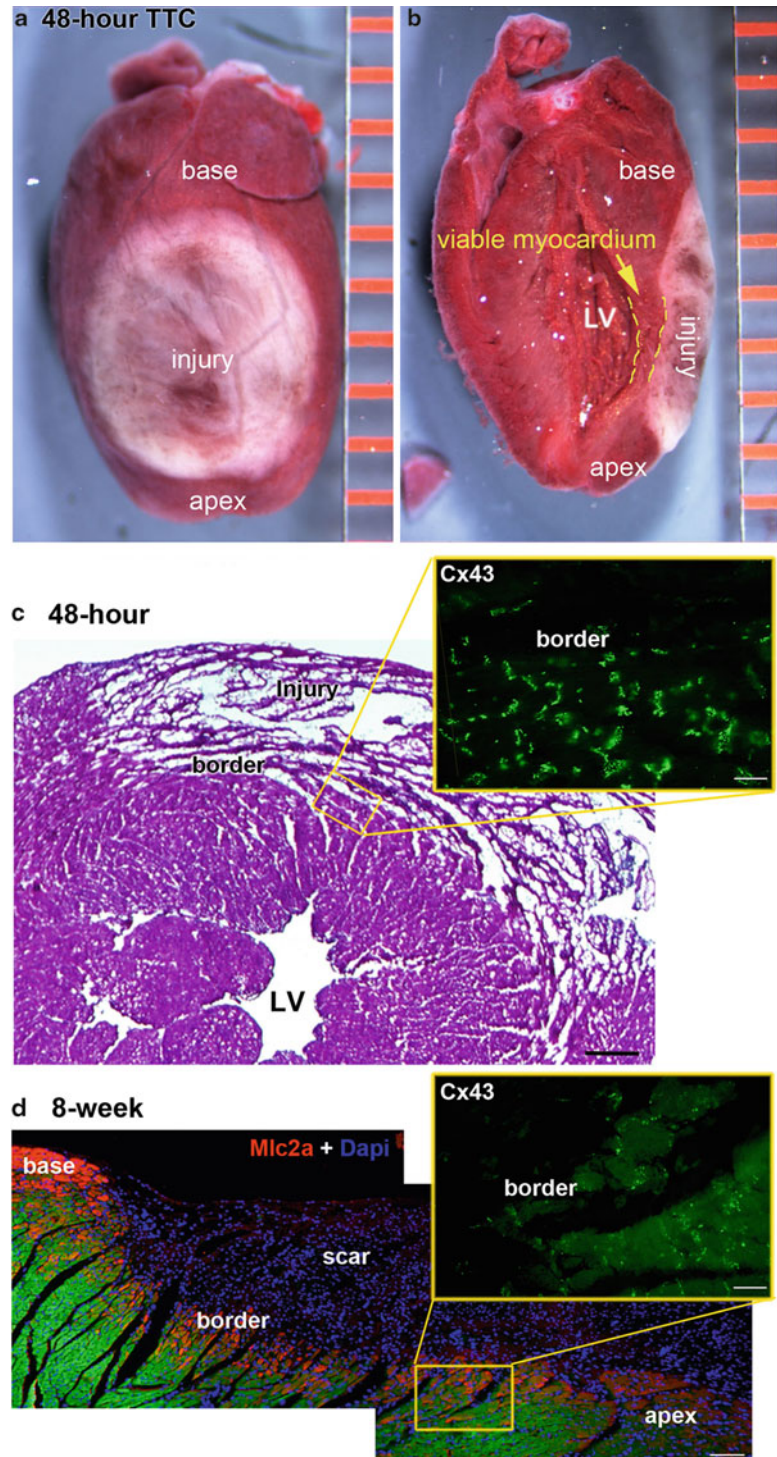 a 48-hour TTC
base
injury
apex
b
base
viable myocardium
LV
injury
apex
c 48-hour
Injury
border
LV
Cx43
border
d 8-week
Mlc2a + Dapi
base
scar
border
apex
Cx43
border